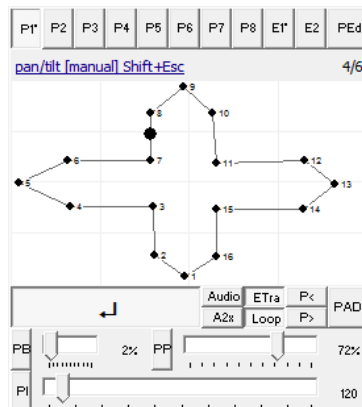 P1* P2 P3 P4 P5 P6 P7 P8 E1* E2 PEd
pan/tilt [manual] Shift+Esc 4/6
9
8 10
6 7 11 12
5 13
4 3 15 14
2 16
1
Audio ETra P< PAD
A2x Loop P>
PB 2% PP 72%
PI 120